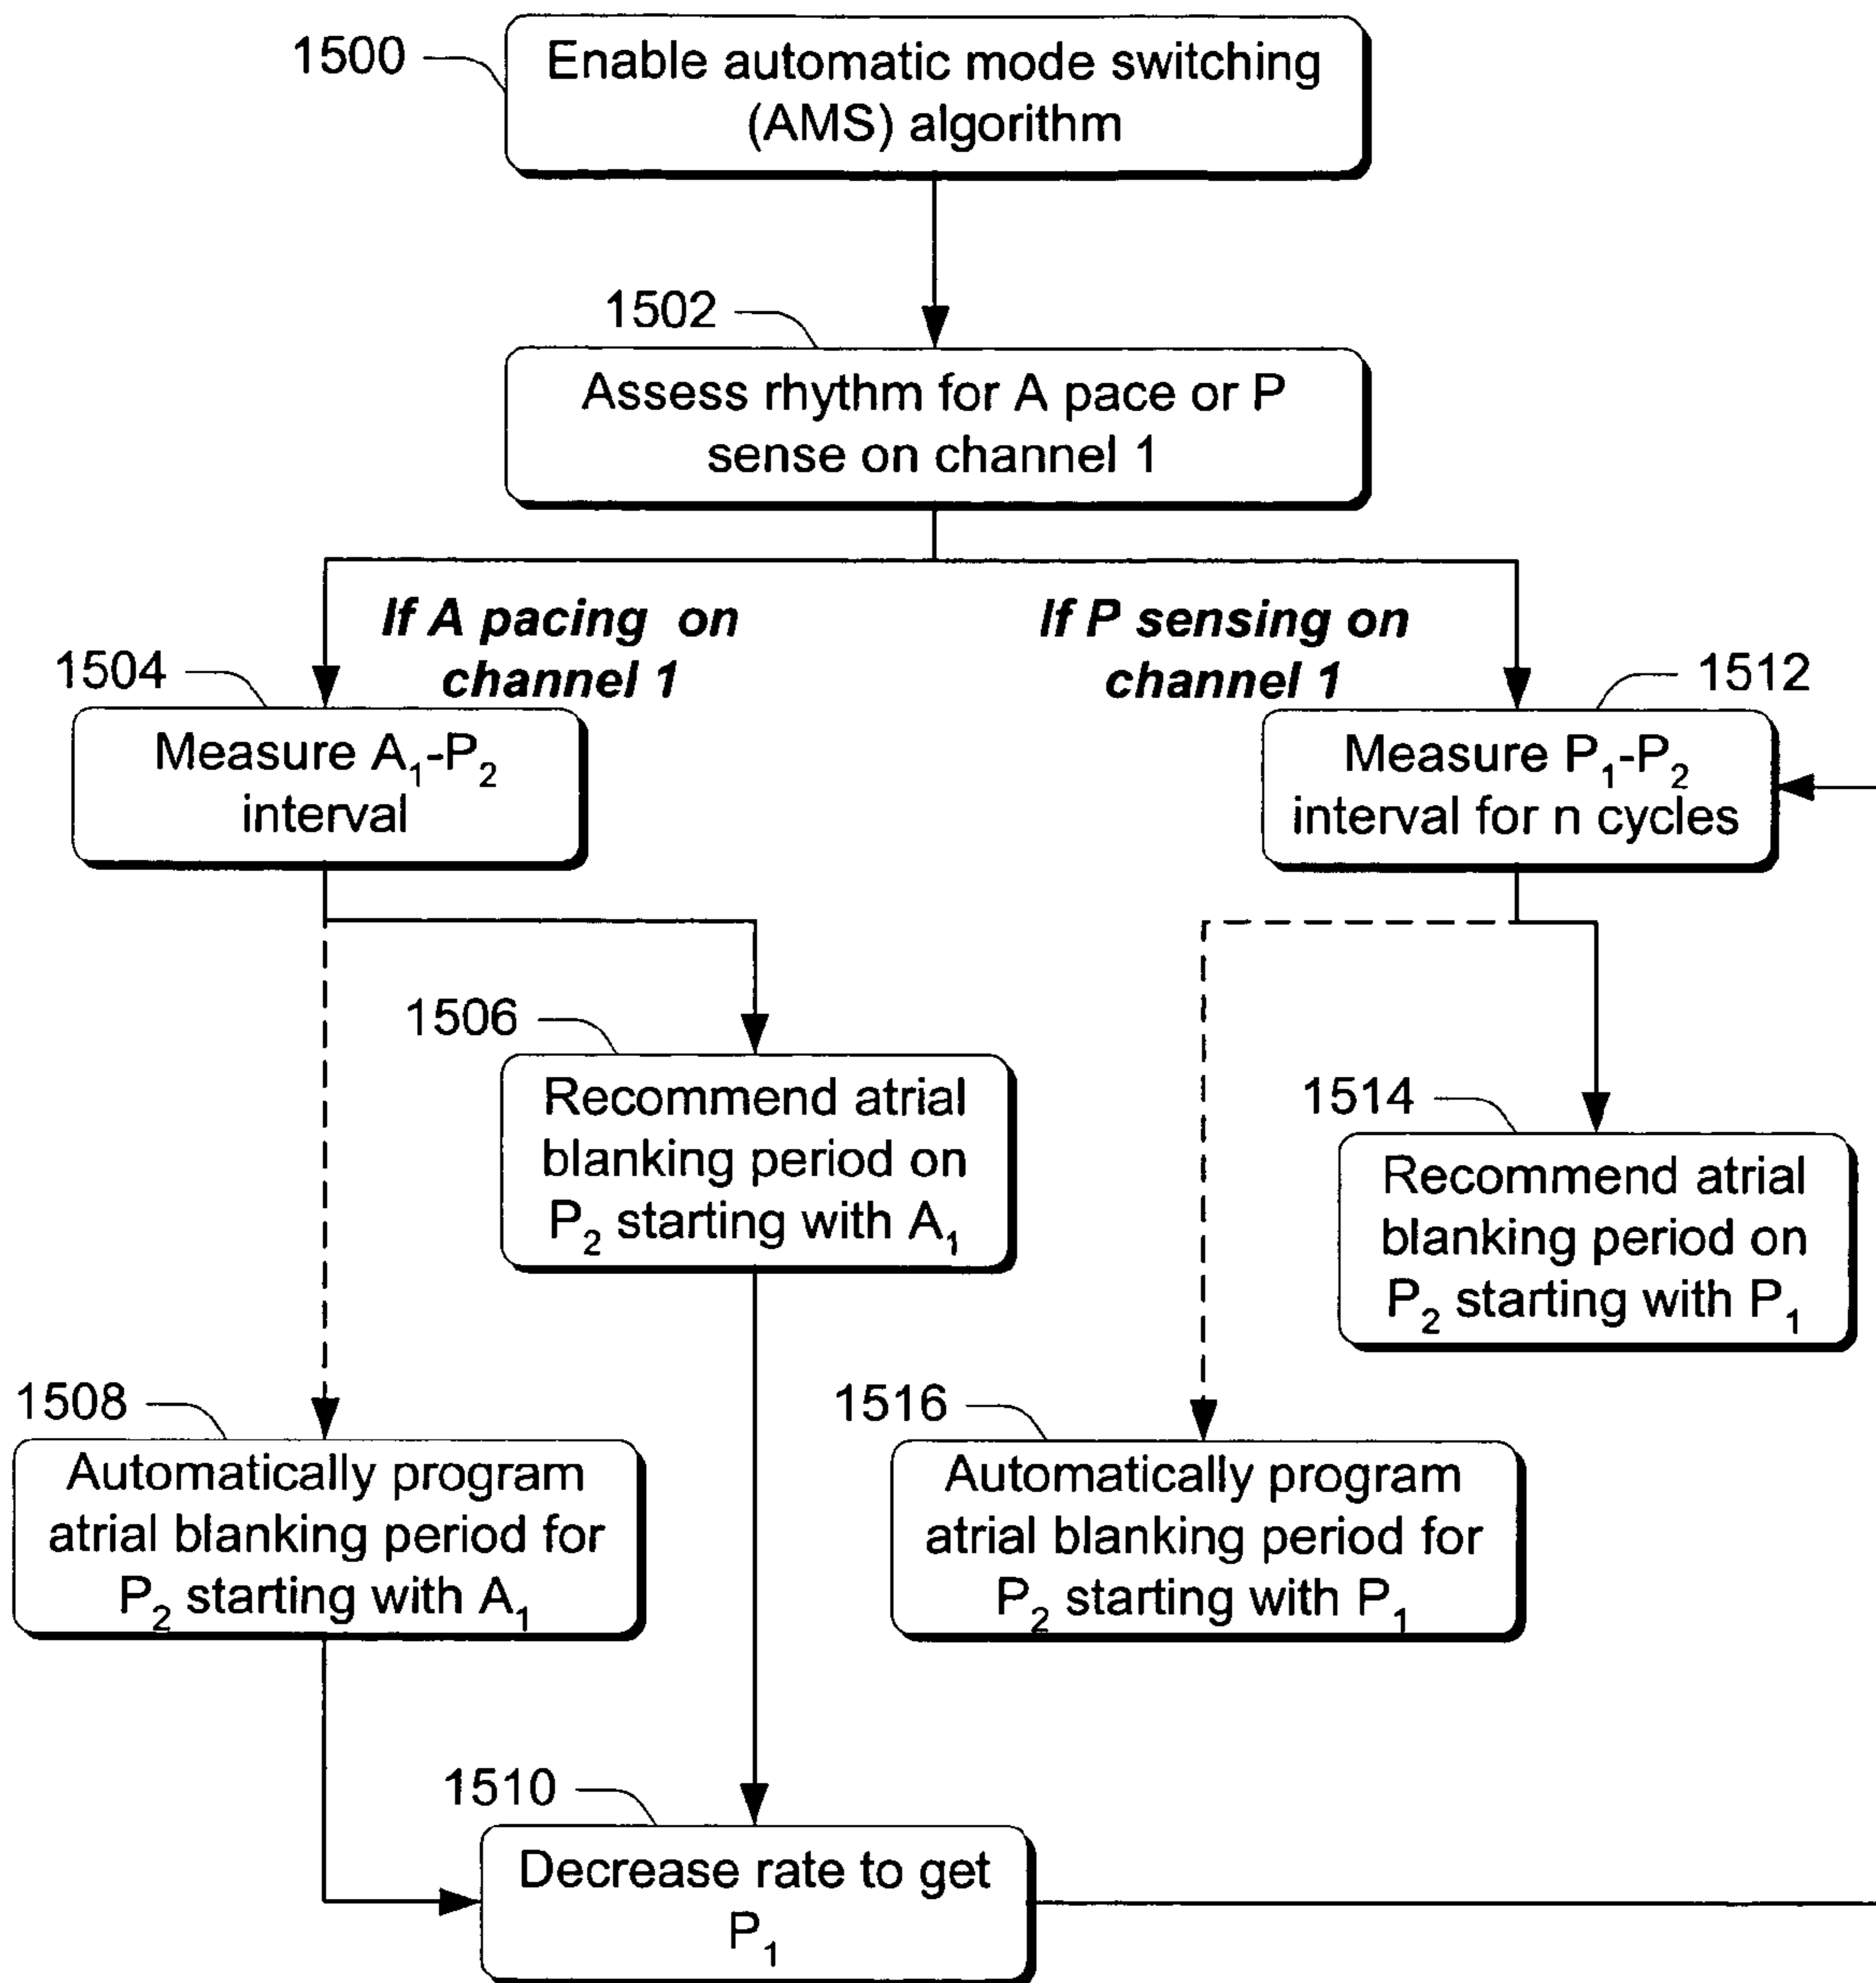 1500
Enable automatic mode switching
(AMS) algorithm
1502
Assess rhythm for A pace or P
sense on channel 1
If A pacing on
channel 1
If P sensing on
channel 1
1504
Measure A₁-P₂
interval
1512
Measure P₁-P₂
interval for n cycles
1506
Recommend atrial
blanking period on
P₂ starting with A₁
1514
Recommend atrial
blanking period on
P₂ starting with P₁
1508
Automatically program
atrial blanking period for
P₂ starting with A₁
1516
Automatically program
atrial blanking period for
P₂ starting with P₁
1510
Decrease rate to get
P₁